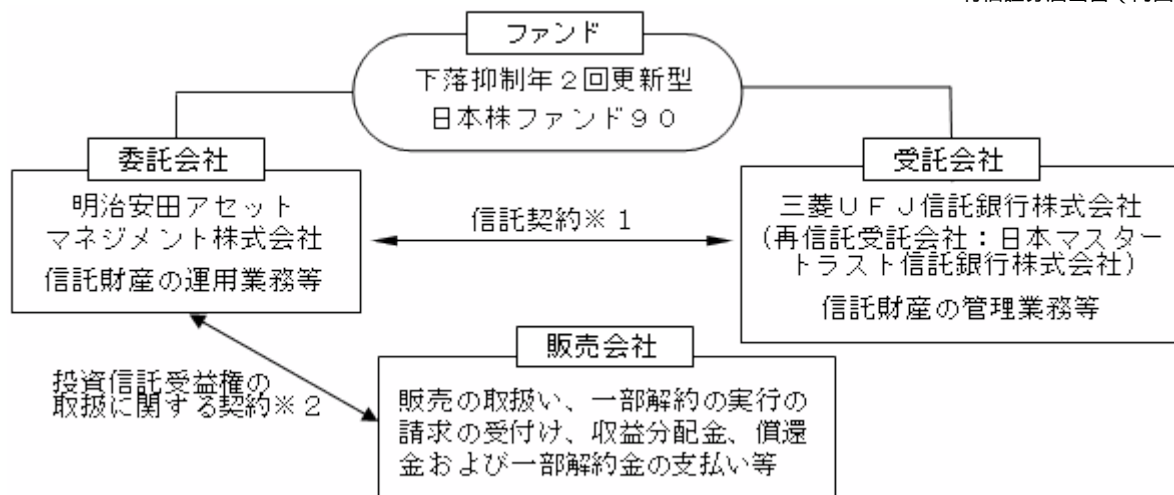 ファンド
下落抑制年２回更新型
日本株ファンド９０
委託会社
明治安田アセット
マネジメント株式会社
信託財産の運用業務等
信託契約※１
受託会社
三菱ＵＦＪ信託銀行株式会社
(再信託受託会社：日本マスター
トラスト信託銀行株式会社)
信託財産の管理業務等
投資信託受益権の
取扱に関する契約※２
販売会社
販売の取扱い、一部解約の実行の
請求の受付け、収益分配金、償還
金および一部解約金の支払い等